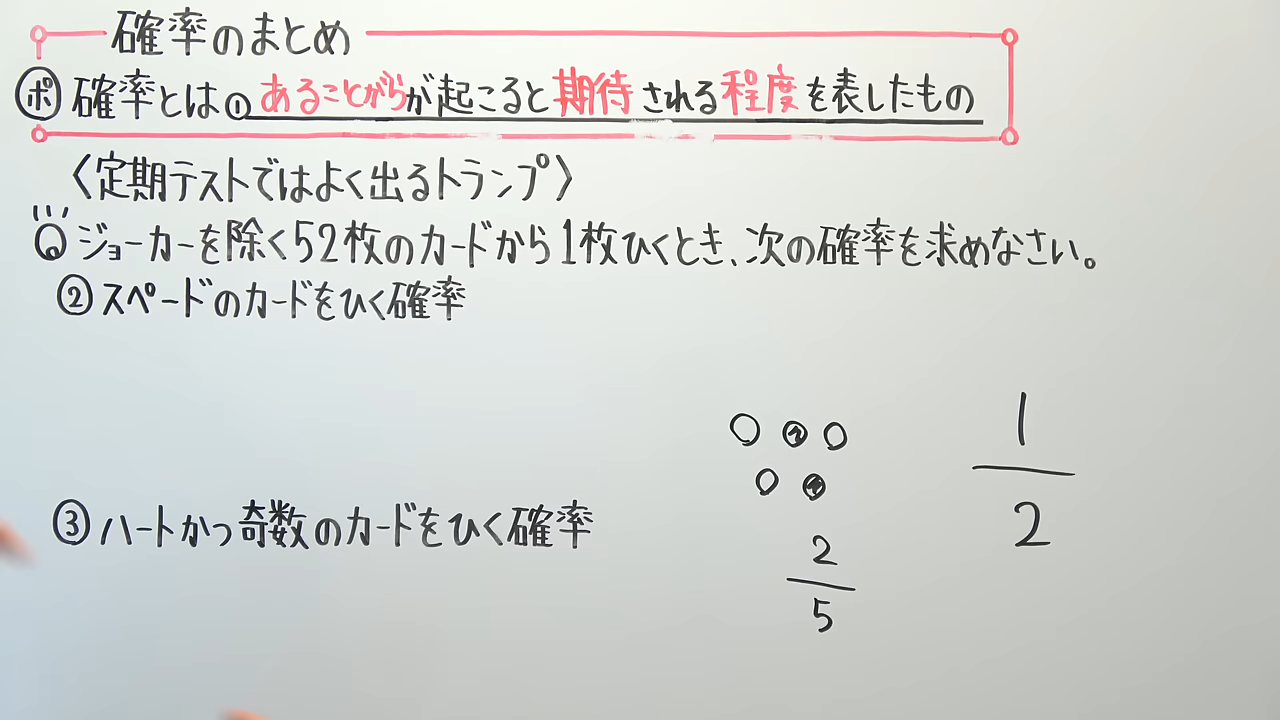 確率のまとめ
ポ 確率とは①あることがらが起こると期待される程度を表したもの
〈定期テストではよく出るトランプ〉
ジョーカーを除く52枚のカードから1枚ひくとき、次の確率を求めなさい。
②スペードのカードをひく確率
1
2
③ハートかつ奇数のカードをひく確率
2
5